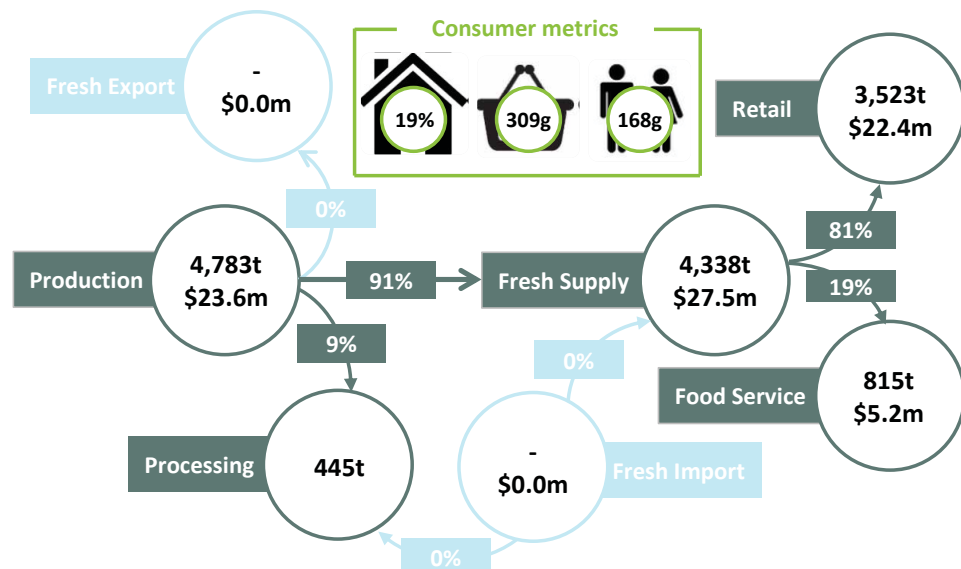 Consumer metrics
19%
309g
168g
Fresh Export
-
$0.0m
0%
Retail
3,523t
$22.4m
81%
Production
4,783t
$23.6m
91%
Fresh Supply
4,338t
$27.5m
19%
9%
0%
Food Service
815t
$5.2m
Processing
445t
-
$0.0m
Fresh Import
0%